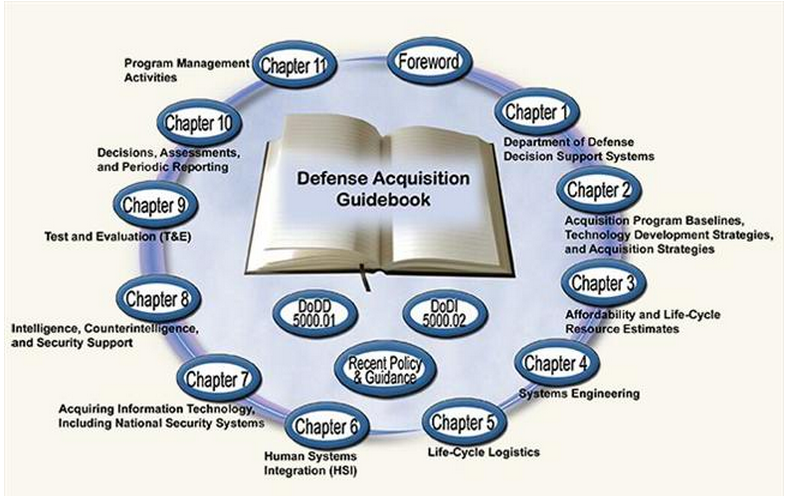 Foreword
Chapter 1
Department of Defense
Decision Support Systems
Chapter 2
Acquisition Program Baselines,
Technology Development Strategies,
and Acquisition Strategies
Chapter 3
Affordability and Life-Cycle
Resource Estimates
Chapter 4
Systems Engineering
Chapter 5
Life-Cycle Logistics
Chapter 6
Human Systems
Integration (HSI)
Chapter 7
Acquiring Information Technology,
Including National Security Systems
Chapter 8
Intelligence, Counterintelligence,
and Security Support
Chapter 9
Test and Evaluation (T&E)
Chapter 10
Decisions, Assessments,
and Periodic Reporting
Chapter 11
Program Management
Activities
Defense Acquisition
Guidebook
DoDD
5000.01
DoDI
5000.02
Recent Policy
& Guidance